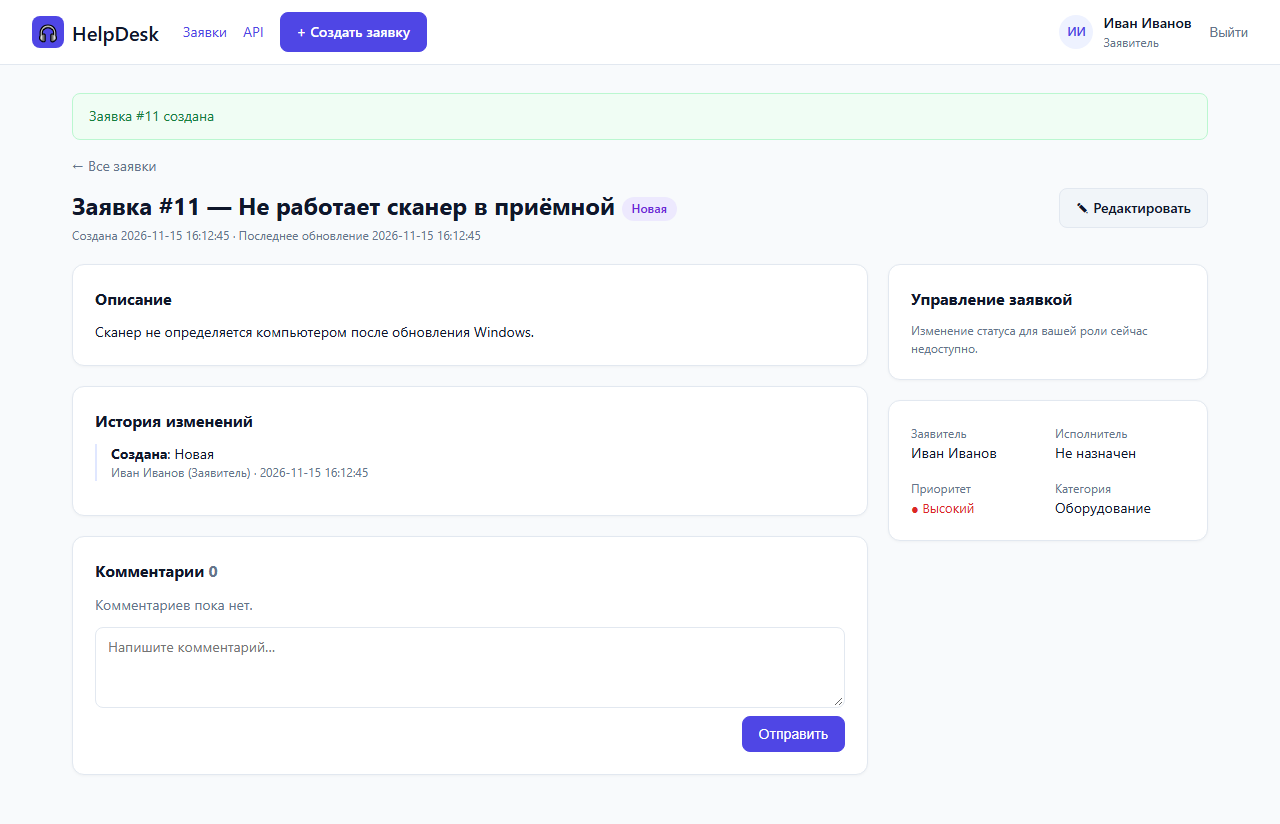 HelpDesk Заявки API + Создать заявку ИИ Иван Иванов Заявитель Выйти
Заявка #11 создана
← Все заявки
Заявка #11 — Не работает сканер в приёмной Новая
Редактировать
Создана 2026-11-15 16:12:45 · Последнее обновление 2026-11-15 16:12:45
Описание
Сканер не определяется компьютером после обновления Windows.
История изменений
Создана: Новая
Иван Иванов (Заявитель) · 2026-11-15 16:12:45
Комментарии 0
Комментариев пока нет.
Напишите комментарий...
Отправить
Управление заявкой
Изменение статуса для вашей роли сейчас
недоступно.
Заявитель Исполнитель
Иван Иванов Не назначен
Приоритет Категория
● Высокий Оборудование